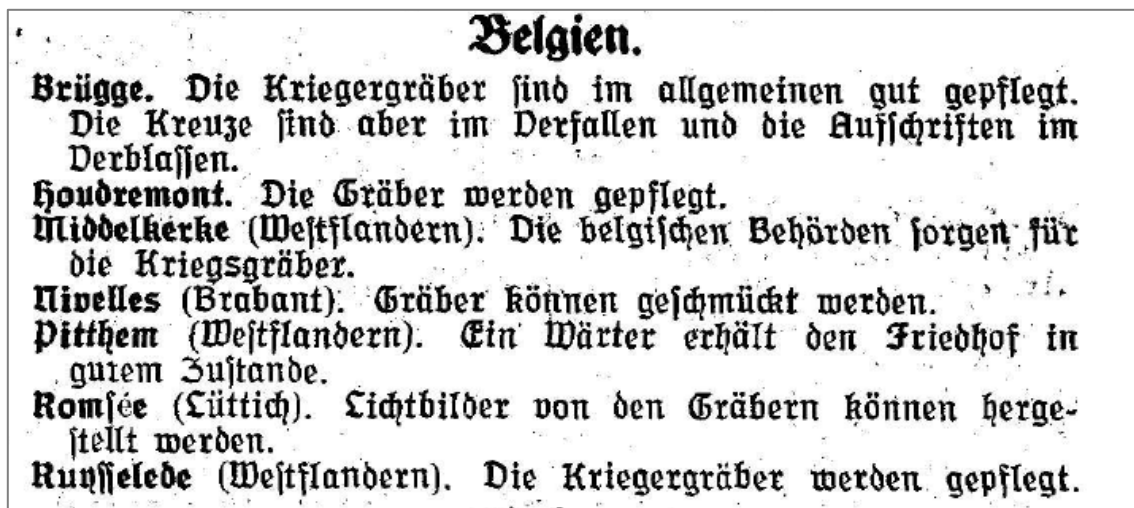 Belgien.
Brügge. Die Kriegergräber sind im allgemeinen gut gepflegt.
Die Kreuze sind aber im Verfallen und die Aufschriften im
Verblassen.
Houdremont. Die Gräber werden gepflegt.
Middelkerke (Westflandern). Die belgischen Behörden sorgen für
die Kriegsgräber.
Nivelles (Brabant). Gräber können geschmückt werden.
Pitthem (Westflandern). Ein Wärter erhält den Friedhof in
gutem Zustande.
Romsée (Lüttich). Lichtbilder von den Gräbern können herge-
stellt werden.
Ruysselede (Westflandern). Die Kriegergräber werden gepflegt.